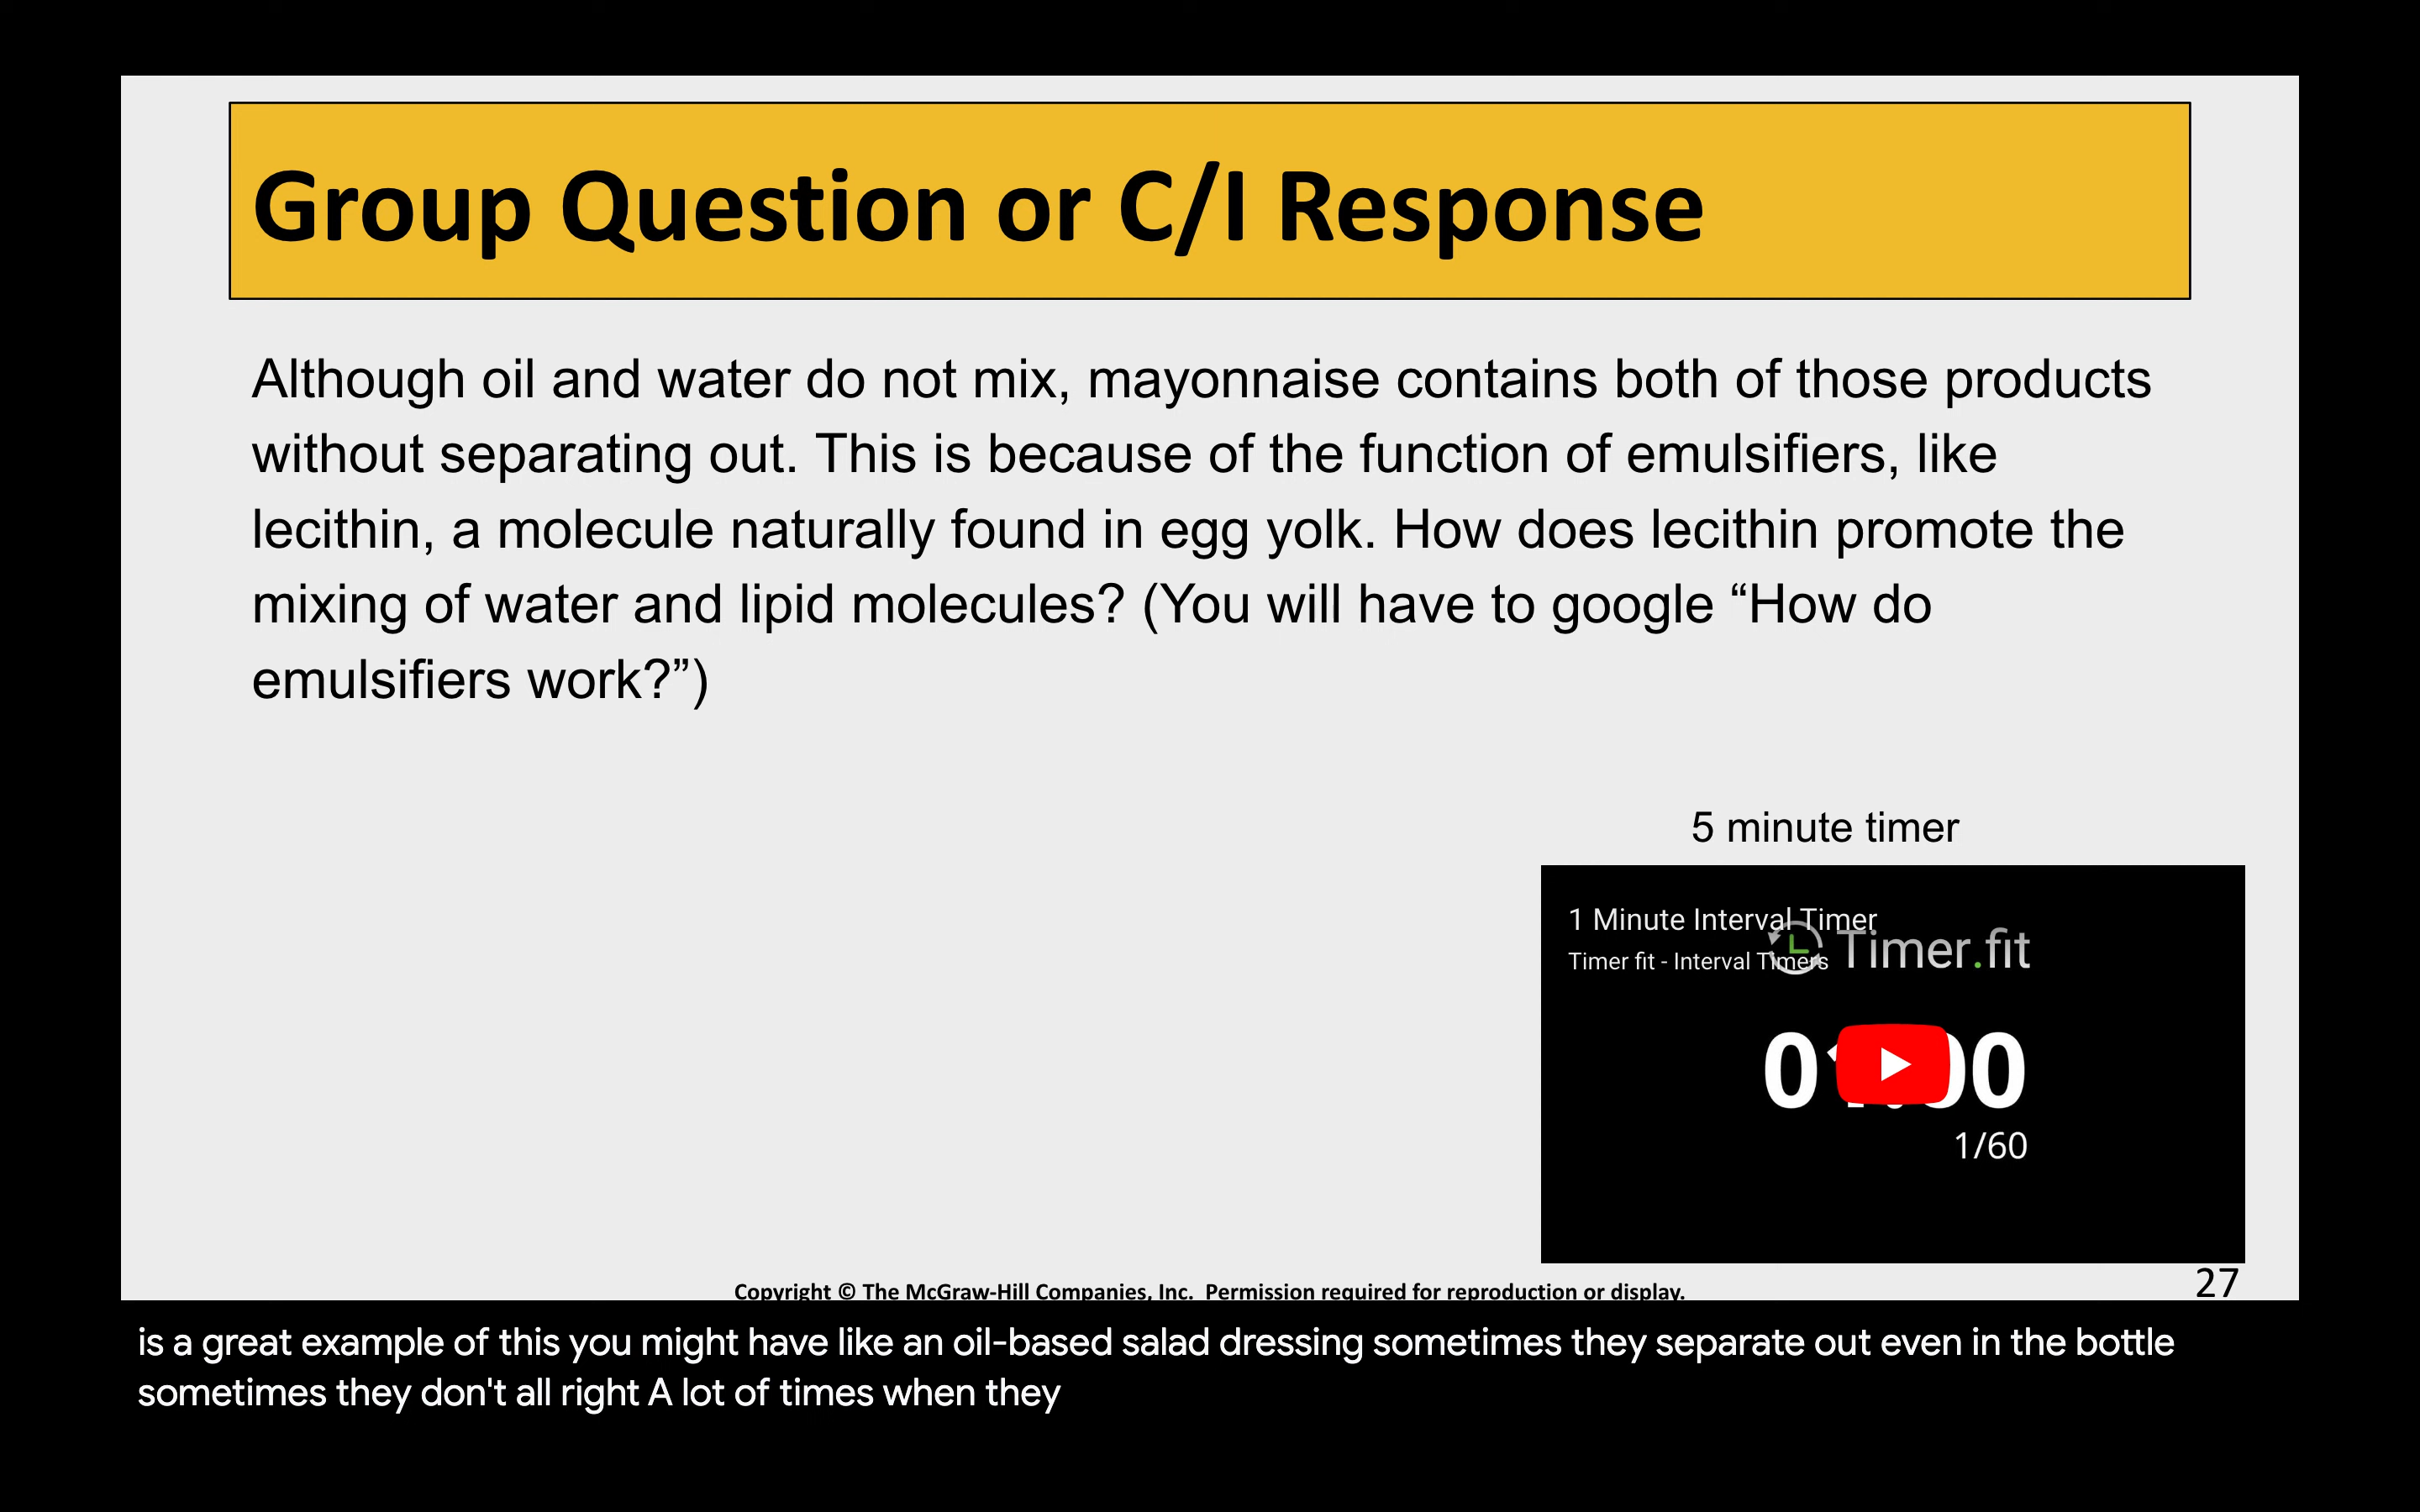 Group Question or C/I Response
Although oil and water do not mix, mayonnaise contains both of those products
without separating out. This is because of the function of emulsifiers, like
lecithin, a molecule naturally found in egg yolk. How does lecithin promote the
mixing of water and lipid molecules? (You will have to google “How do
emulsifiers work?”)
5 minute timer
1 Minute Interval Timer
Timer.fit
Timer fit - Interval Timers
1/60
Copyright © The McGraw-Hill Companies, Inc. Permission required for reproduction or display.
27
is a great example of this you might have like an oil-based salad dressing sometimes they separate out even in the bottle
sometimes they don't all right A lot of times when they